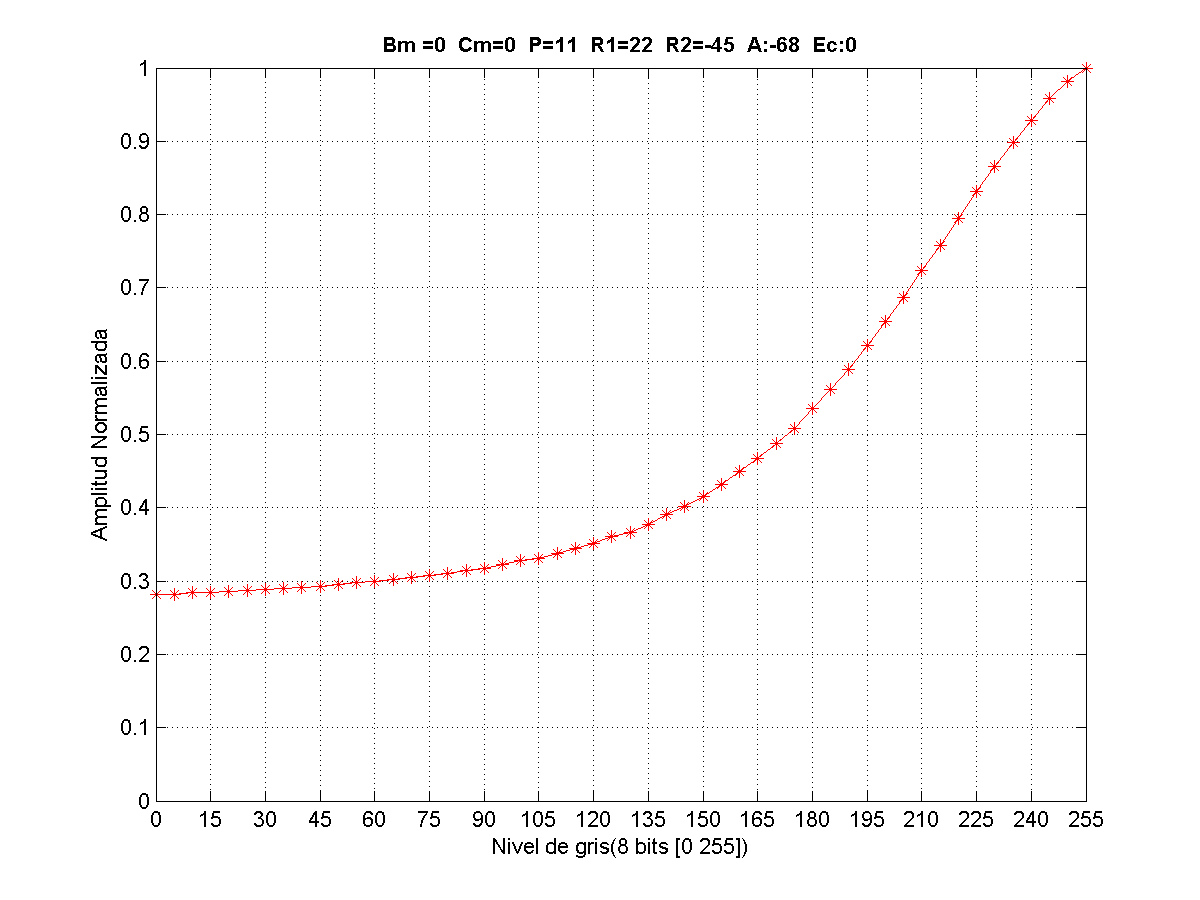 Bm =0 Cm=0 P=11 R1=22 R2=-45 A:-68 Ec:0
1
0.9
0.8
0.7
0.6
0.5
0.4
0.3
0.2
0.1
0
Amplitud Normalizada
0 15 30 45 60 75 90 105 120 135 150 165 180 195 210 225 240 255
Nivel de gris(8 bits [0 255])